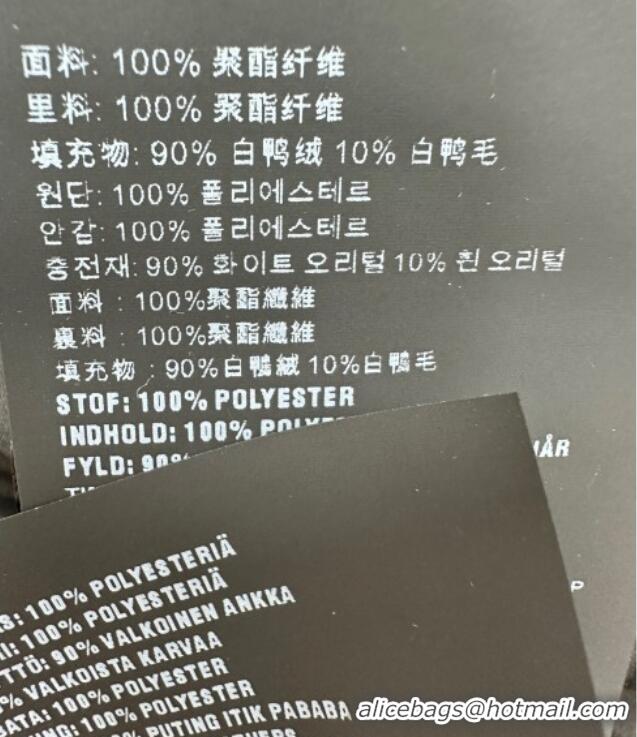 面料: 100% 聚酯纤维
里料: 100% 聚酯纤维
填充物: 90% 白鸭绒 10% 白鸭毛
원단: 100% 폴리에스테르
안감: 100% 폴리에스테르
충전재: 90% 화이트 오리털 10% 흰 오리털
面料 : 100%聚酯纖維
裏料 : 100%聚酯纖維
填充物 : 90%白鴨絨 10%白鴨毛
STOF: 100% POLYESTER
INDHOLD: 100%
FYLD: 90%
P
S: 100% POLYESTERIÄ
I: 100% POLYESTERIÄ
TTÖ: 90% VALKOINEN ANKKA
% VALKOISTA KARVAA
BATA: 100% POLYESTER
NG: 100% POLYESTER
% PUTING ITIK PABABA
alicebags@hotmail.com